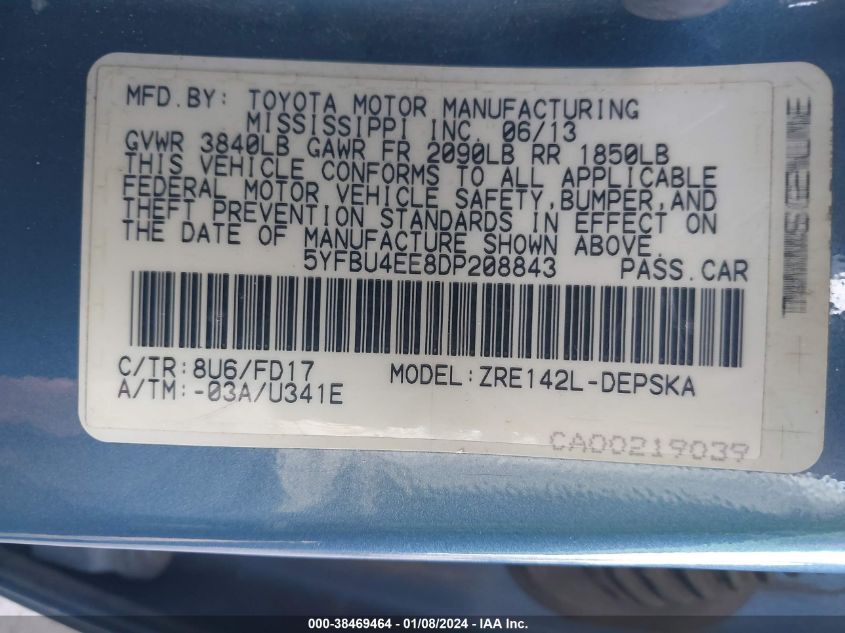 MFD.BY: TOYOTA MOTOR MANUFACTURING
MISSISSIPPI INC. 06/13
GVWR 3840LB GAWR FR 2090LB RR 1850LB
THIS VEHICLE CONFORMS TO ALL APPLICABLE
FEDERAL MOTOR VEHICLE SAFETY,BUMPER,AND
THEFT PREVENTION STANDARDS IN EFFECT ON
THE DATE OF MANUFACTURE SHOWN ABOVE.
5YFBU4EE8DP208843 PASS.CAR
C/TR:8U6/FD17 MODEL:ZRE142L-DEPSKA
A/TM:-03A/U341E
CA00219039
000-38469464 - 01/08/2024 - IAAI.COM